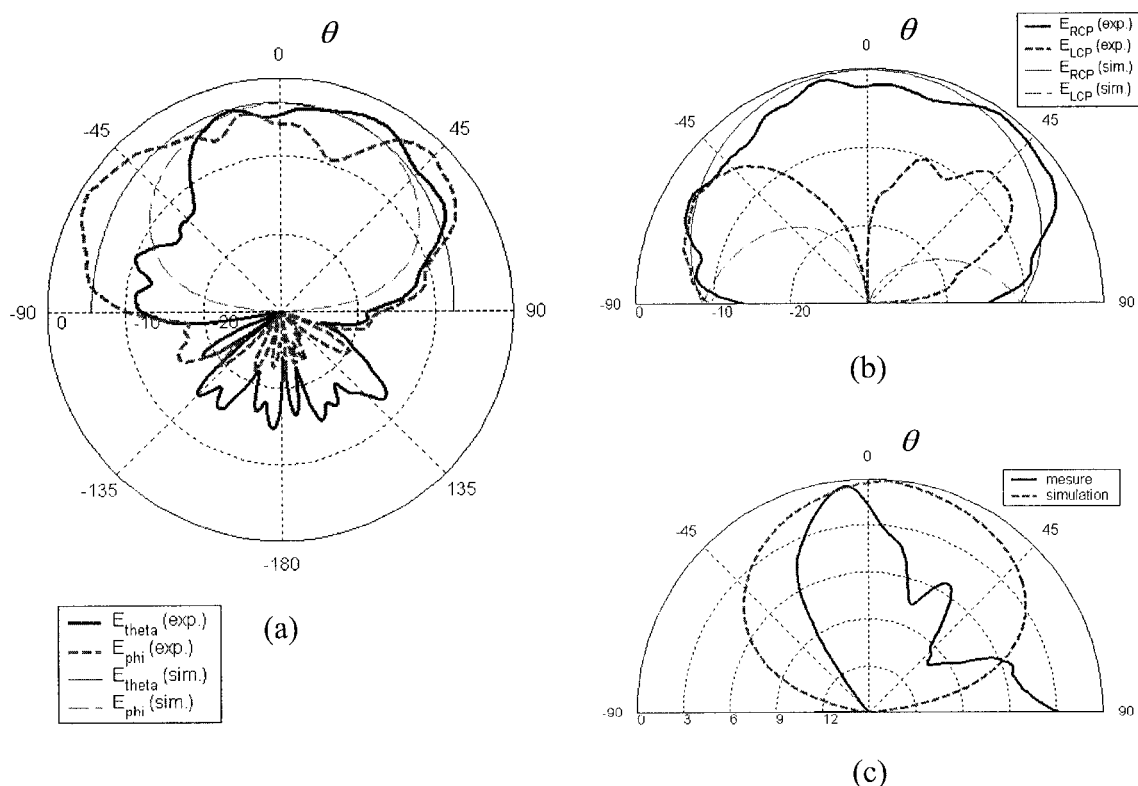 θ
0
-45
45
-90
0
-10
-20
90
-135
135
-180
E_theta (exp.)
E_phi (exp.)
E_theta (sim.)
E_phi (sim.)
(a)
E_RCP (exp.)
E_LCP (exp.)
E_RCP (sim.)
E_LCP (sim)
θ
0
-45
45
-90
0
-10
-20
90
(b)
θ
0
mesure
simulation
-45
45
-90
0
3
6
9
12
90
(c)